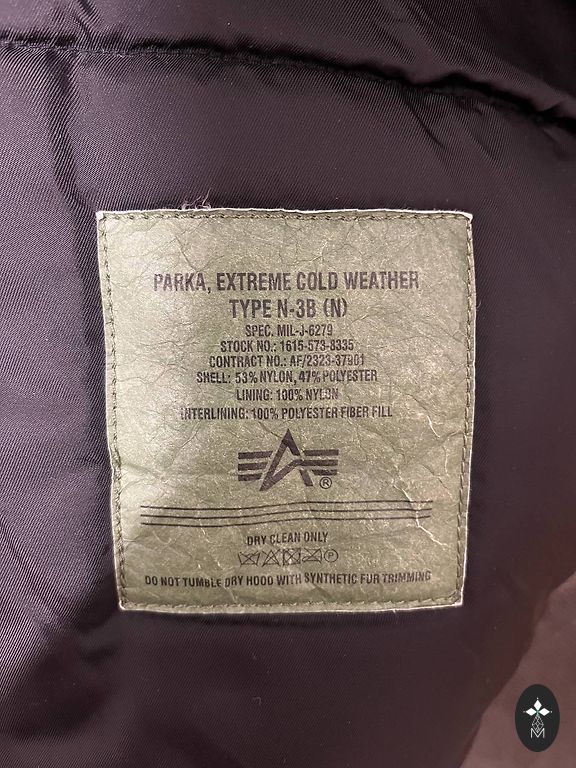 PARKA, EXTREME COLD WEATHER
TYPE N-3B (N)
SPEC. MIL-J-6279
STOCK NO.: 1615-573-8335
CONTRACT NO.: AF/2323-37901
SHELL: 53% NYLON, 47% POLYESTER
LINING: 100% NYLON
INTERLINING: 100% POLYESTER FIBER FILL
®
DRY CLEAN ONLY
P
DO NOT TUMBLE DRY HOOD WITH SYNTHETIC FUR TRIMMING
M